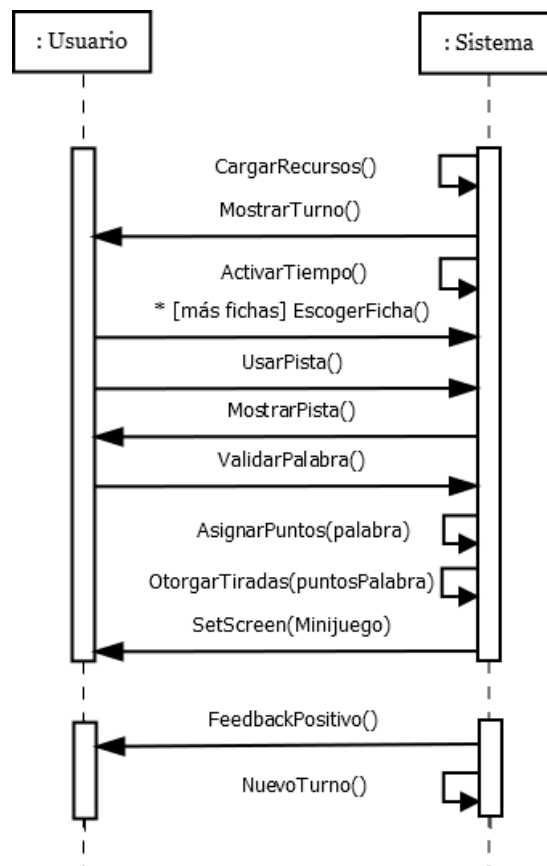 : Usuario
: Sistema
CargarRecursos()
MostrarTurno()
ActivarTiempo()
* [más fichas] EscogerFicha()
UsarPista()
MostrarPista()
ValidarPalabra()
AsignarPuntos(palabra)
OtorgarTiradas(puntosPalabra)
SetScreen(Minijuego)
FeedbackPositivo()
NuevoTurno()